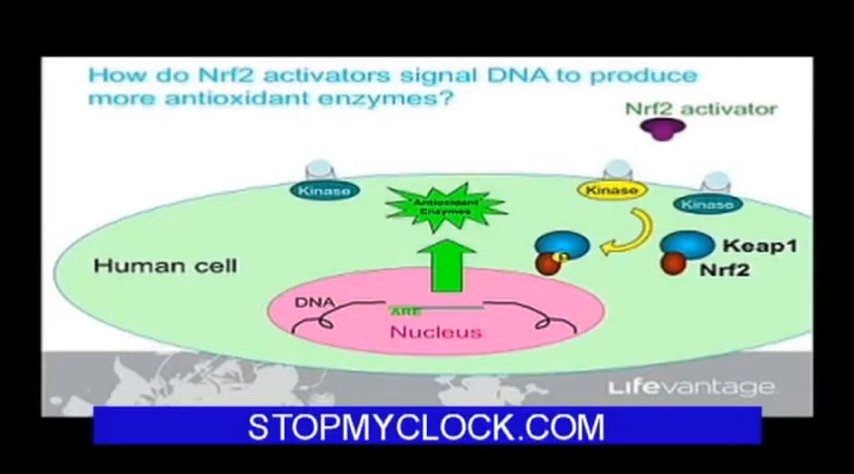 How do Nrf2 activators signal DNA to produce
more antioxidant enzymes?
Nrf2 activator
Kinase
Kinase
Kinase
"Antioxidant"
Enzymes
Keap1
Nrf2
P
Human cell
DNA
ARE
Nucleus
Lifevantage
STOPMYCLOCK.COM